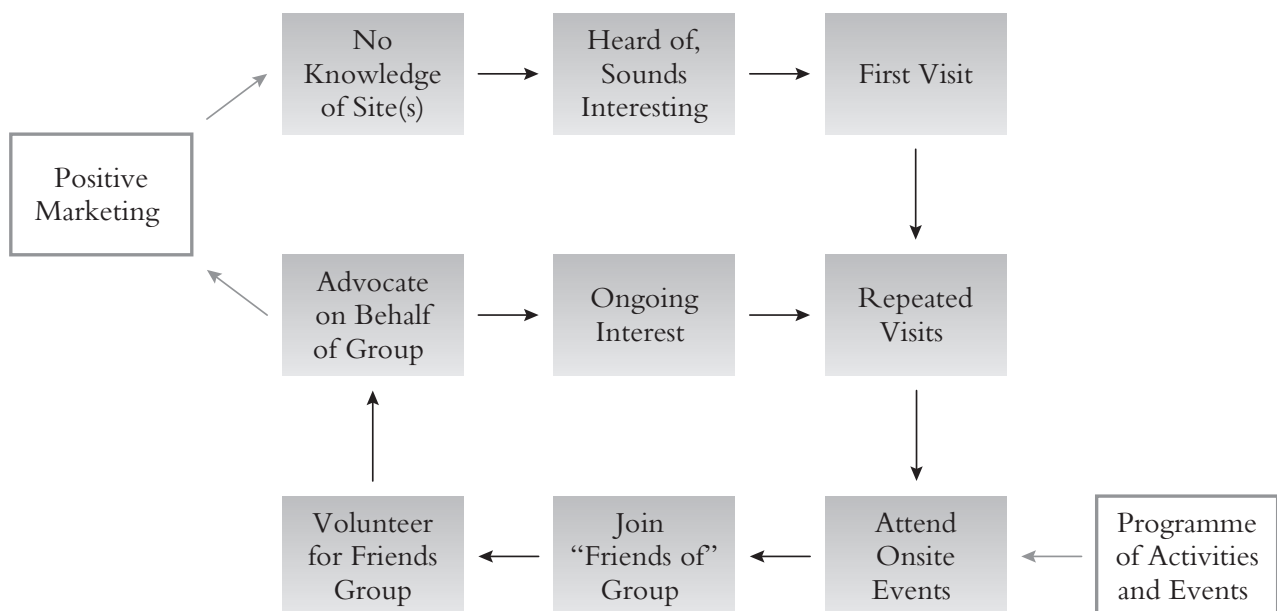 No
Knowledge
of Site(s)
Heard of,
Sounds
Interesting
First Visit
Positive
Marketing
Advocate
on Behalf
of Group
Ongoing
Interest
Repeated
Visits
Volunteer
for Friends
Group
Join
“Friends of”
Group
Attend
Onsite
Events
Programme
of Activities
and Events